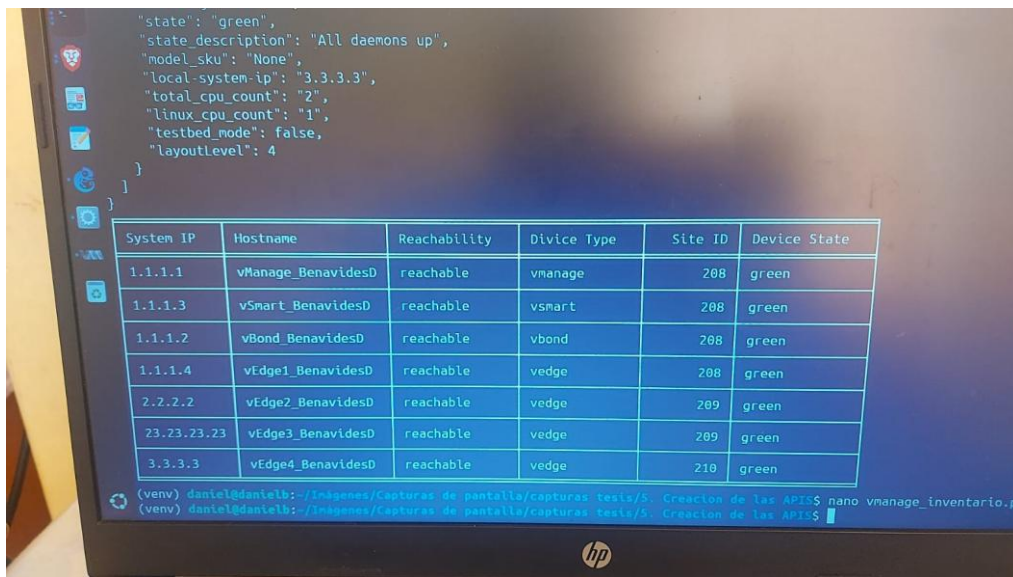 "state": "green",
"state_description": "All daemons up",
"model_sku": "None",
"local-system-ip": "3.3.3.3",
"total_cpu_count": "2",
"linux_cpu_count": "1",
"testbed_mode": false,
"layoutLevel": 4
}
]
}
System IP Hostname Reachability Divice Type Site ID Device State
1.1.1.1 vManage_BenavidesD reachable vmanage 208 green
1.1.1.3 vSmart_BenavidesD reachable vsmart 208 green
1.1.1.2 vBond_BenavidesD reachable vbond 208 green
1.1.1.4 vEdge1_BenavidesD reachable vedge 208 green
2.2.2.2 vEdge2_BenavidesD reachable vedge 209 green
23.23.23.23 vEdge3_BenavidesD reachable vedge 209 green
3.3.3.3 vEdge4_BenavidesD reachable vedge 210 green
(venv) daniel@danielb:~/Imágenes/Capturas de pantalla/capturas tesis/5. Creacion de las APIS$ nano vmanage_inventario.p
(venv) daniel@danielb:~/Imágenes/Capturas de pantalla/capturas tesis/5. Creacion de las APIS$
hp